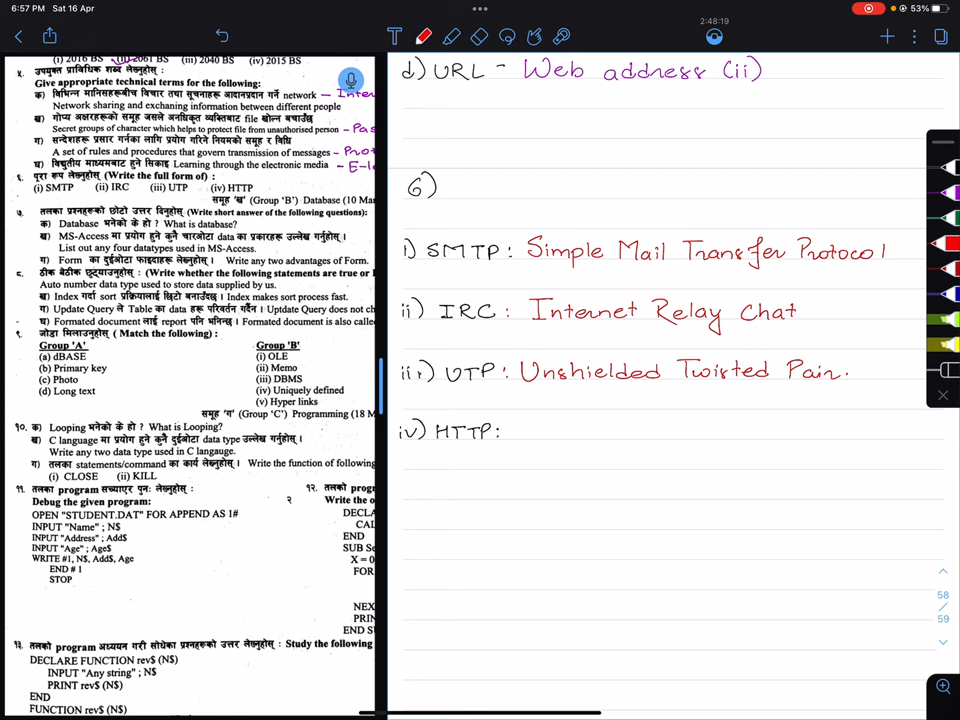 6:57 PM Sat 16 Apr
53%
2:48:19
(i) 2016 BS (ii) 2061 BS (iii) 2040 BS (iv) 2015 BS
५. उपयुक्त प्राविधिक शब्द लेख्नुहोस् :
Give appropriate technical terms for the following:
क) विभिन्न मानिसहरूबीच विचार तथा सूचनाहरू आदानप्रदान गर्ने network – Inter
Network sharing and exchaning information between different people
ख) गोप्य अक्षरहरूको समूह जसले अनधिकृत व्यक्तिबाट file खोल्न बचाउँछ
Secret groups of character which helps to protect file from unauthorised person – Pas
ग) सन्देशहरू प्रसार गर्नका लागि प्रयोग गरिने नियमको समूह र विधि
A set of rules and procedures that govern transmission of messages – Prot
घ) विद्युतीय माध्यमबाट हुने सिकाइ Learning through the electronic media – E-le
६. पूरा रूप लेख्नुहोस् (Write the full form of) :
(i) SMTP (ii) IRC (iii) UTP (iv) HTTP
समूह 'ख' (Group 'B') Database (10 Mar
७. तलका प्रश्नहरूको छोटो उत्तर दिनुहोस् (Write short answer of the following questions):
क) Database भनेको के हो ? What is database?
ख) MS-Access मा प्रयोग हुने कुनै चारओटा data का प्रकारहरू उल्लेख गर्नुहोस् ।
List out any four datatypes used in MS-Access.
ग) Form का दुईओटा फाइदाहरू लेख्नुहोस् । Write any two advantages of Form.
८. ठीक बेठीक छुट्याउनुहोस् : (Write whether the following statements are true or
Auto number data type used to store data supplied by us.
ख) Index गर्दा sort प्रक्रियालाई छिटो बनाउँदछ । Index makes sort process fast.
ग) Update Query ले Table का data हरू परिवर्तन गर्दैन । Uptdate Query does not ch
घ) Formated document लाई report पनि भनिन्छ । Formated document is also calle
९. जोडा मिलाउनुहोस् ( Match the following) :
Group 'A' Group 'B'
(a) dBASE (i) OLE
(b) Primary key (ii) Memo
(c) Photo (iii) DBMS
(d) Long text (iv) Uniquely defined
(v) Hyper links
समूह 'ग' (Group 'C') Programming (18 M
१०. क) Looping भनेको के हो ? What is Looping?
ख) C language मा प्रयोग हुने कुनै दुईओटा data type उल्लेख गर्नुहोस् ।
Write any two data type used in C langauge.
ग) तलका statements/command का कार्य लेख्नुहोस् । Write the function of following
(i) CLOSE (ii) KILL
११. तलका program सच्याएर पुनः लेख्नुहोस् :
Debug the given program:
OPEN "STUDENT.DAT" FOR APPEND AS 1#
INPUT "Name" ; N$
INPUT "Address" ; Add$
INPUT "Age" ; Age$
WRITE #1, N$, Add$, Age
END # 1
STOP
२
१२. तलको prog
Write the o
DECLA
CAL
END
SUB Se
X = 0
FOR
NEX
PRIN
END S
१३. तलको program अध्ययन गरी सोधेका प्रश्नहरूको उत्तर लेख्नुहोस् : Study the following
DECLARE FUNCTION rev$ (N$)
INPUT "Any string" ; N$
PRINT rev$ (N$)
END
FUNCTION rev$ (N$)
d) URL – Web address (ii)
6)
i) SMTP : Simple Mail Transfer Protocol
ii) IRC : Internet Relay Chat
iii) UTP : Unshielded Twisted Pair.
iv) HTTP:
58
/
59